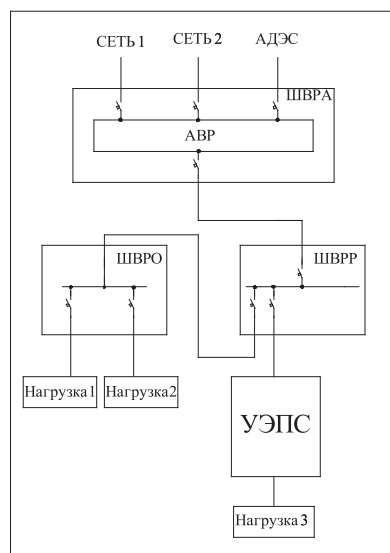 СЕТЬ 1 СЕТЬ 2 АДЭС
ШВРА
АВР
ШВРО
ШВРР
Нагрузка 1
Нагрузка 2
УЭПС
Нагрузка 3